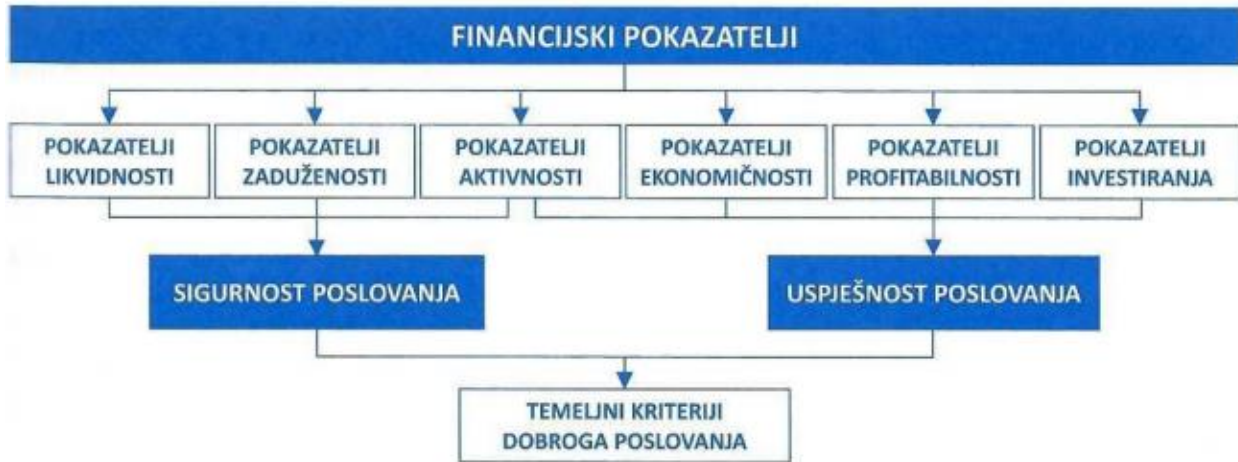 FINANCIJSKI POKAZATELJI
POKAZATELJI
LIKVIDNOSTI
POKAZATELJI
ZADUŽENOSTI
POKAZATELJI
AKTIVNOSTI
POKAZATELJI
EKONOMIČNOSTI
POKAZATELJI
PROFITABILNOSTI
POKAZATELJI
INVESTIRANJA
SIGURNOST POSLOVANJA
USPJEŠNOST POSLOVANJA
TEMELJNI KRITERIJI
DOBROGA POSLOVANJA